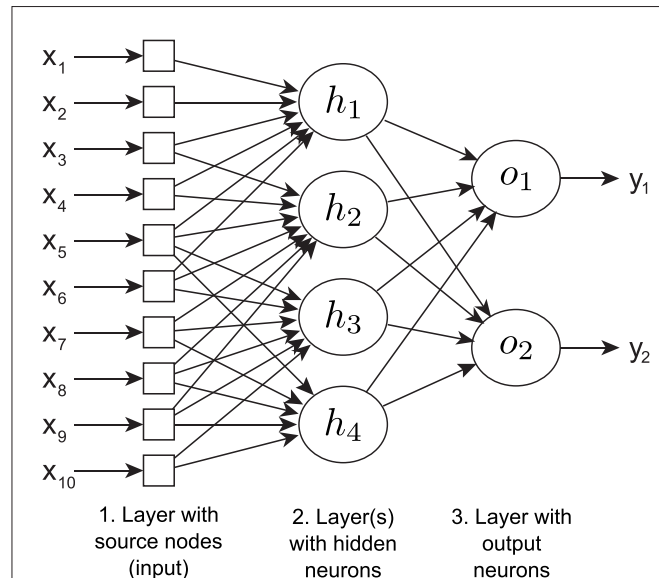 x₁
x₂
x₃
x₄
x₅
x₆
x₇
x₈
x₉
x₁₀
h₁
h₂
h₃
h₄
o₁
o₂
y₁
y₂
1. Layer with
source nodes
(input)
2. Layer(s)
with hidden
neurons
3. Layer with
output
neurons